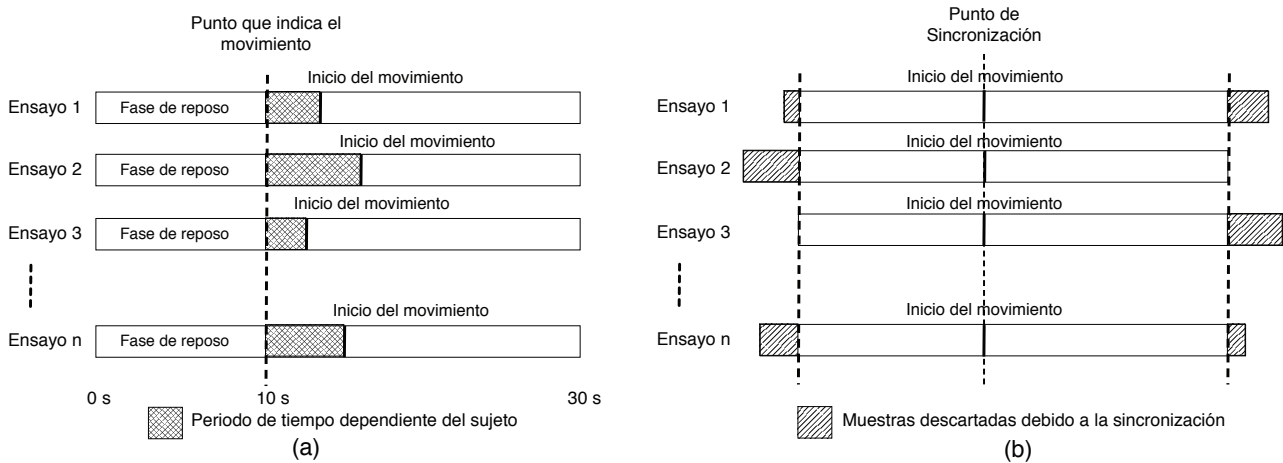 Punto que indica el
movimiento
Inicio del movimiento
Ensayo 1
Fase de reposo
Inicio del movimiento
Ensayo 2
Fase de reposo
Inicio del movimiento
Ensayo 3
Fase de reposo
Inicio del movimiento
Ensayo n
Fase de reposo
0 s
10 s
30 s
Periodo de tiempo dependiente del sujeto
(a)
Punto de
Sincronización
Inicio del movimiento
Ensayo 1
Inicio del movimiento
Ensayo 2
Inicio del movimiento
Ensayo 3
Inicio del movimiento
Ensayo n
Muestras descartadas debido a la sincronización
(b)